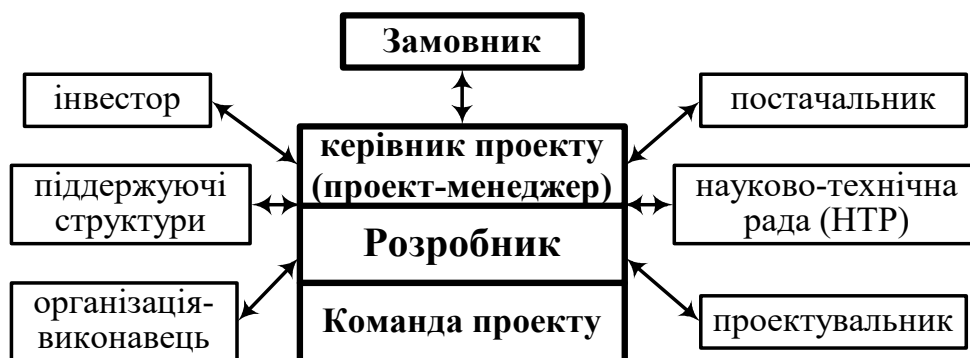 Замовник
інвестор
постачальник
керівник проекту
(проект-менеджер)
піддержуючі
структури
науково-технічна
рада (НТР)
Розробник
організація-
виконавець
Команда проекту
проектувальник